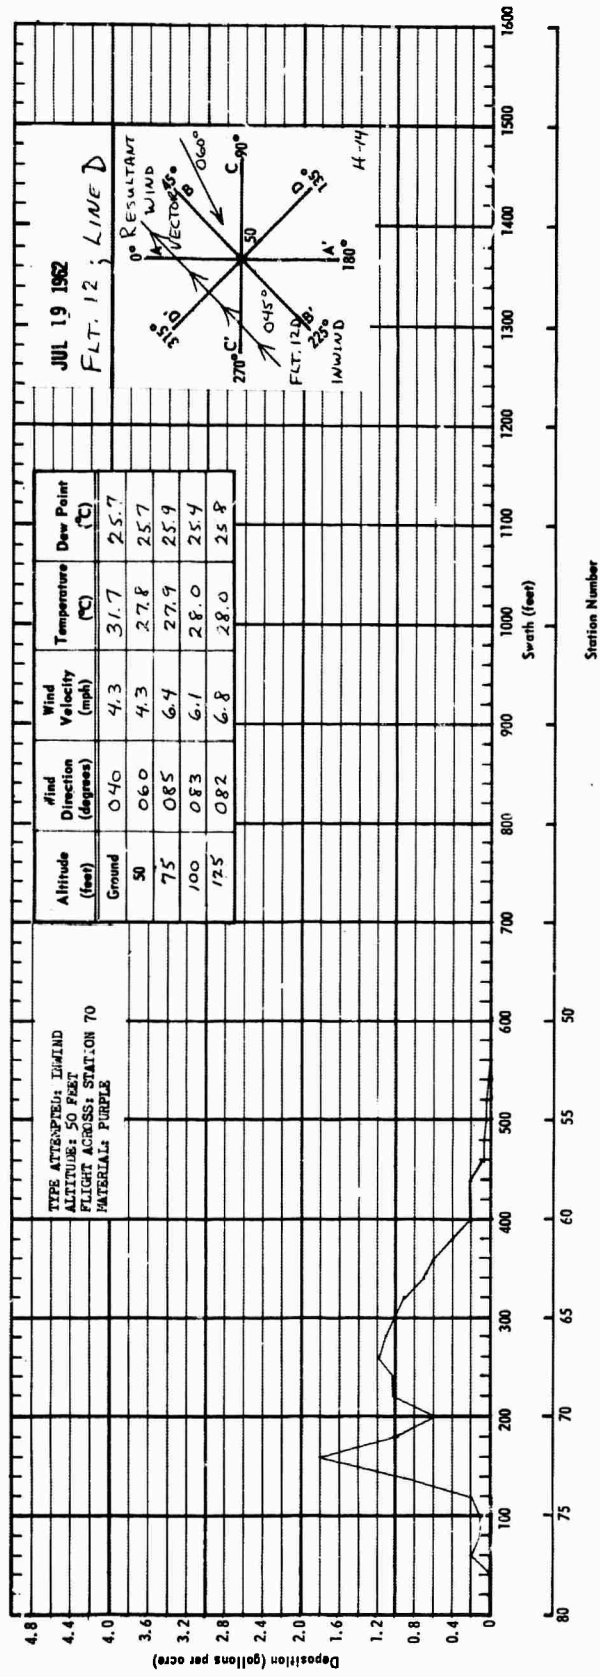 TYPE ATTEMPTED: INWIND
ALTITUDE: 50 FEET
FLIGHT ACROSS: STATION 70
MATERIAL: PURPLE
Altitude (feet) Wind Direction (degrees) Wind Velocity (mph) Temperature (°C) Dew Point (°C)
Ground 040 4.3 31.7 25.7
50 060 4.3 27.8 25.7
75 085 6.4 27.9 25.9
100 083 6.1 28.0 25.4
125 082 6.8 28.0 25.8
JUL 19 1962
FLT. 12; LINE D
RESULTANT
WIND
VECTOR
060°
0°
A
45°
B
C
90°
D
135°
A'
180°
B'
225°
C'
270°
D'
315°
50
045°
FLT. 12D
INWIND
H-14
Deposition (gallons per acre)
4.8
4.4
4.0
3.6
3.2
2.8
2.4
2.0
1.6
1.2
0.8
0.4
0
100 200 300 400 500 600 700 800 900 1000 1100 1200 1300 1400 1500 1600
Swath (feet)
80 75 70 65 60 55 50
Station Number